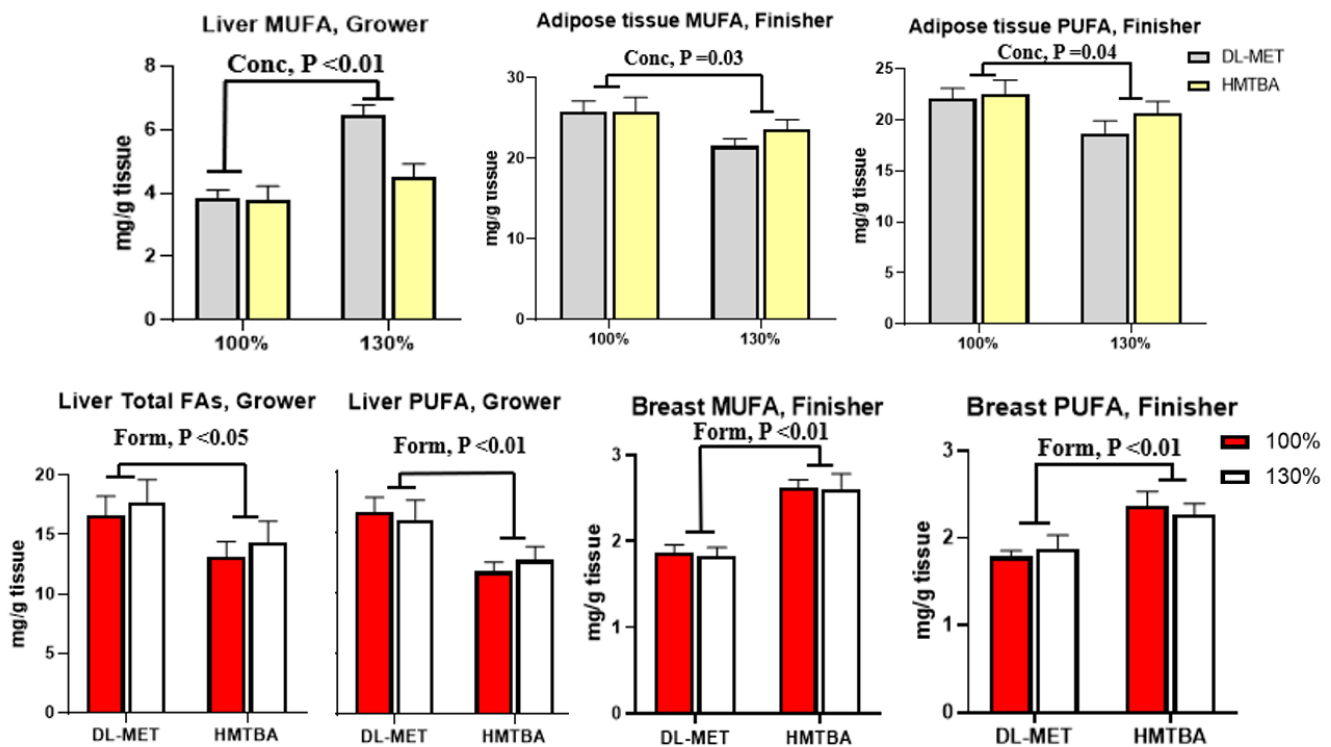 Liver MUFA, Grower
Conc, P <0.01
mg/g tissue
8
6
4
2
0
100%
130%
Adipose tissue MUFA, Finisher
Conc, P =0.03
mg/g tissue
30
20
10
0
100%
130%
Adipose tissue PUFA, Finisher
Conc, P =0.04
mg/g tissue
25
20
15
10
5
0
100%
130%
DL-MET
HMTBA
Liver Total FAs, Grower
Form, P <0.05
mg/g tissue
20
15
10
5
0
DL-MET
HMTBA
Liver PUFA, Grower
Form, P <0.01
DL-MET
HMTBA
Breast MUFA, Finisher
Form, P <0.01
mg/g tissue
3
2
1
0
DL-MET
HMTBA
Breast PUFA, Finisher
Form, P <0.01
mg/g tissue
3
2
1
0
DL-MET
HMTBA
100%
130%